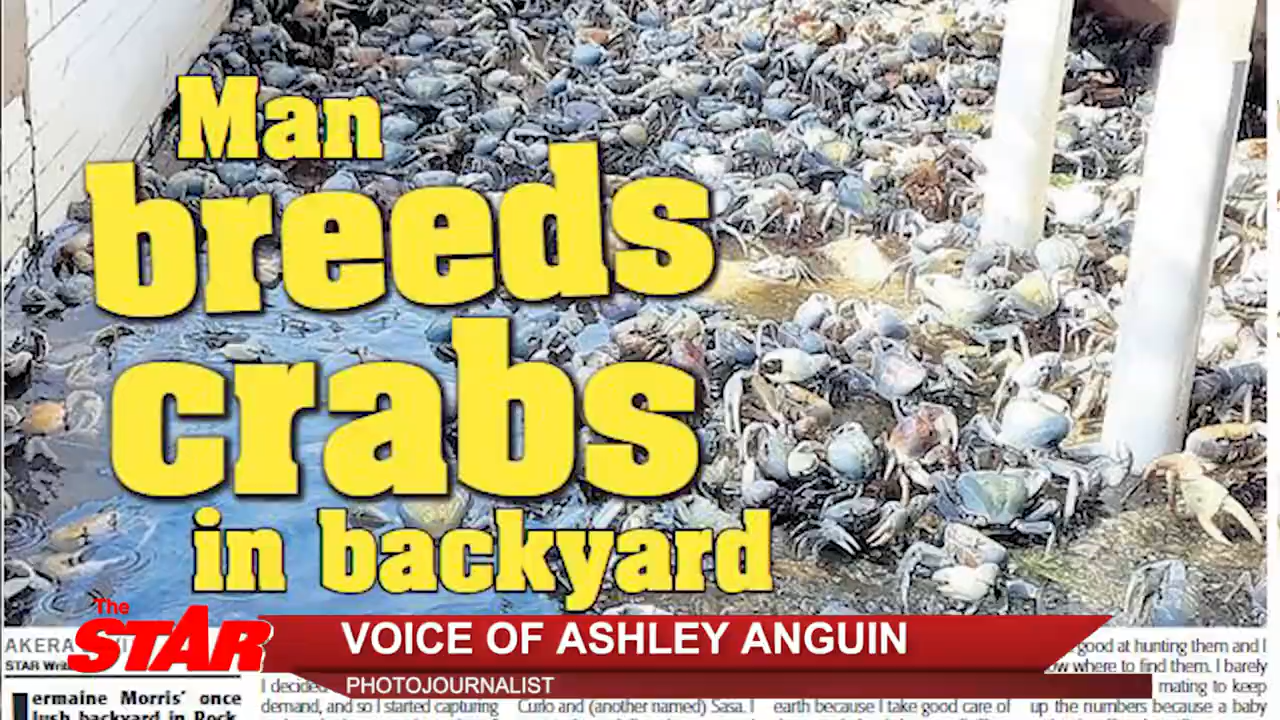 Man
breeds
crabs
in backyard
The
STAR
VOICE OF ASHLEY ANGUIN
PHOTOJOURNALIST
AKERA
STAR
ermaine Morris' once
lush backyard in Rock
I decided
demand, and so I started capturing
Curlo and (another named) Sasa. I
earth because I take good care of
good at hunting them and I
where to find them. I barely
mating to keep
up the numbers because a baby